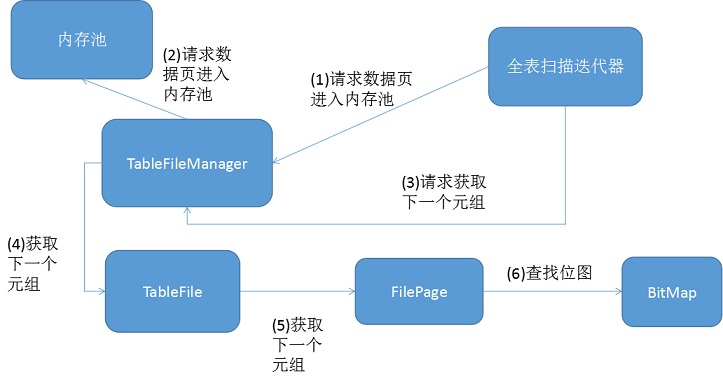 内存池
(2)请求数
据页进入
内存池
(1)请求数据页
进入内存池
全表扫描迭代器
TableFileManager
(3)请求获取
下一个元组
(4)获取
下一个
元组
TableFile
(5)获取
下一个
元组
FilePage
(6)查找位图
BitMap